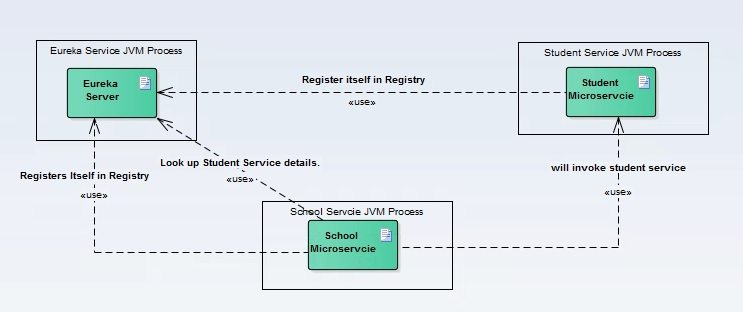 Eureka Service JVM Process
Student Service JVM Process
Eureka
Server
Register itself in Registry
«use»
Student
Microservcie
Look up Student Service details.
«use»
Registers Itself in Registry
«use»
will invoke student service
«use»
School Servcie JVM Process
School
Microservcie